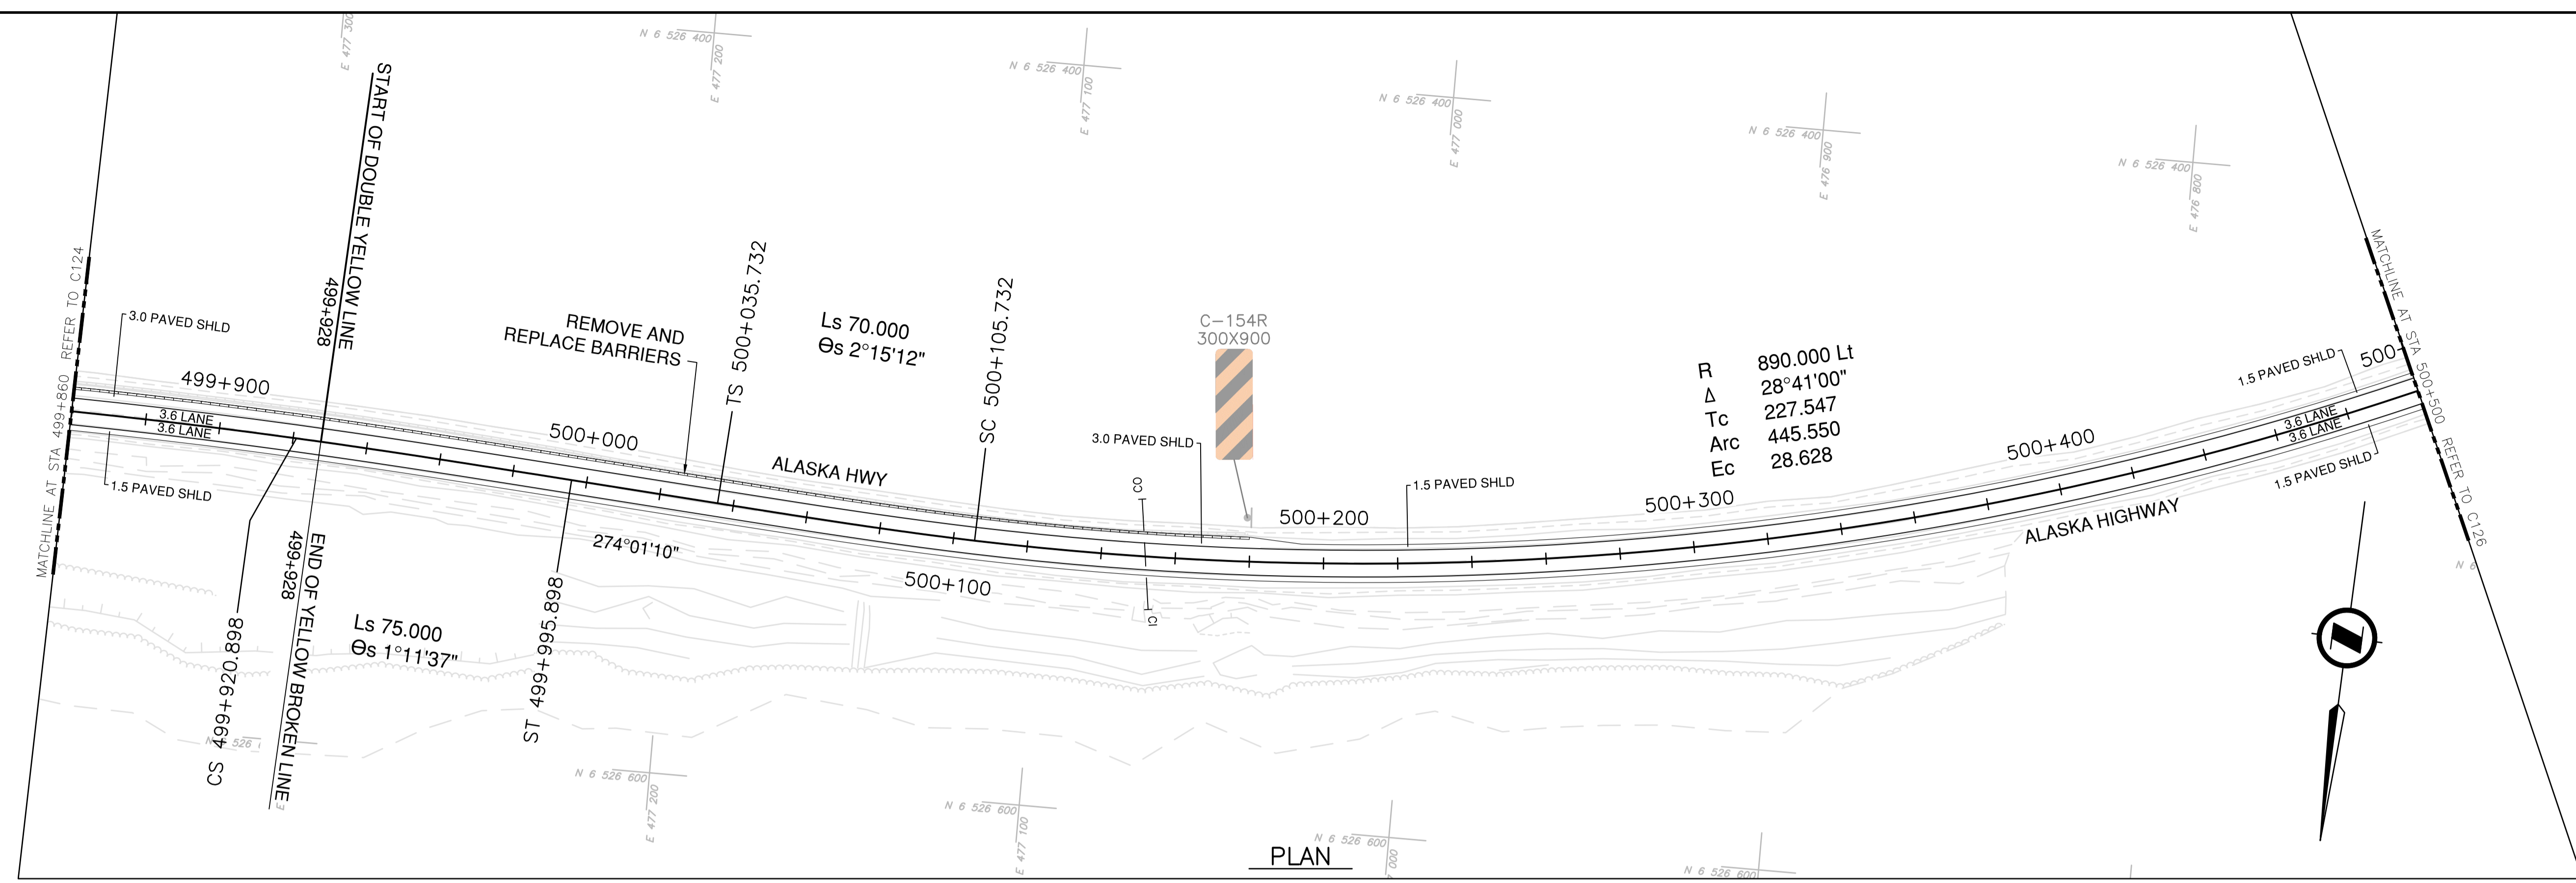 E 477 300
N 6 526 400
E 477 200
N 6 526 400
E 477 100
N 6 526 400
E 477 000
N 6 526 400
E 476 900
N 6 526 400
E 476 800
MATCHLINE AT STA 499+860 REFER TO C124
START OF DOUBLE YELLOW LINE
499+928
3.0 PAVED SHLD
499+900
3.6 LANE
3.6 LANE
1.5 PAVED SHLD
REMOVE AND
REPLACE BARRIERS
500+000
TS 500+035.732
Ls 70.000
ϴs 2°15'12"
ALASKA HWY
SC 500+105.732
C-154R
300X900
3.0 PAVED SHLD
CO
CI
500+200
1.5 PAVED SHLD
R 890.000 Lt
Δ 28°41'00"
Tc 227.547
Arc 445.550
Ec 28.628
500+300
500+400
ALASKA HIGHWAY
1.5 PAVED SHLD
500+
3.6 LANE
3.6 LANE
1.5 PAVED SHLD
MATCHLINE AT STA 500+500 REFER TO C126
N 6
274°01'10"
500+100
CS 499+920.898
END OF YELLOW BROKEN LINE
499+928
Ls 75.000
ϴs 1°11'37"
ST 499+995.898
N 6 526
E
N 6 526 600
E 477 200
N 6 526 600
E 477 100
N 6 526 600
000
N 6 526 600
PLAN